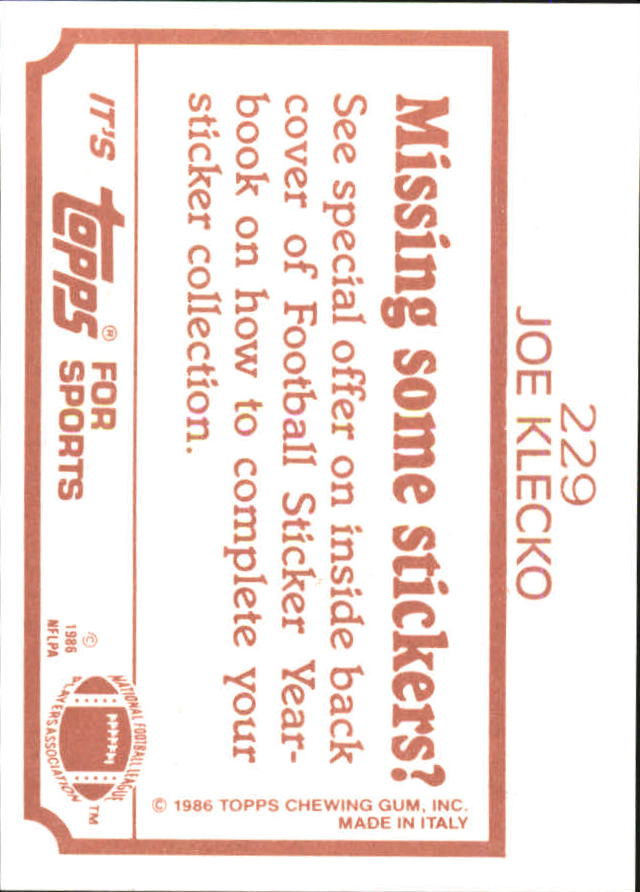 229
JOE KLECKO
Missing some stickers?
See special offer on inside back
cover of Football Sticker Year-
book on how to complete your
sticker collection.
IT'S Topps® FOR
SPORTS
©
1986
NFLPA
NATIONAL FOOTBALL LEAGUE
PLAYERS ASSOCIATION
TM
© 1986 TOPPS CHEWING GUM, INC.
MADE IN ITALY